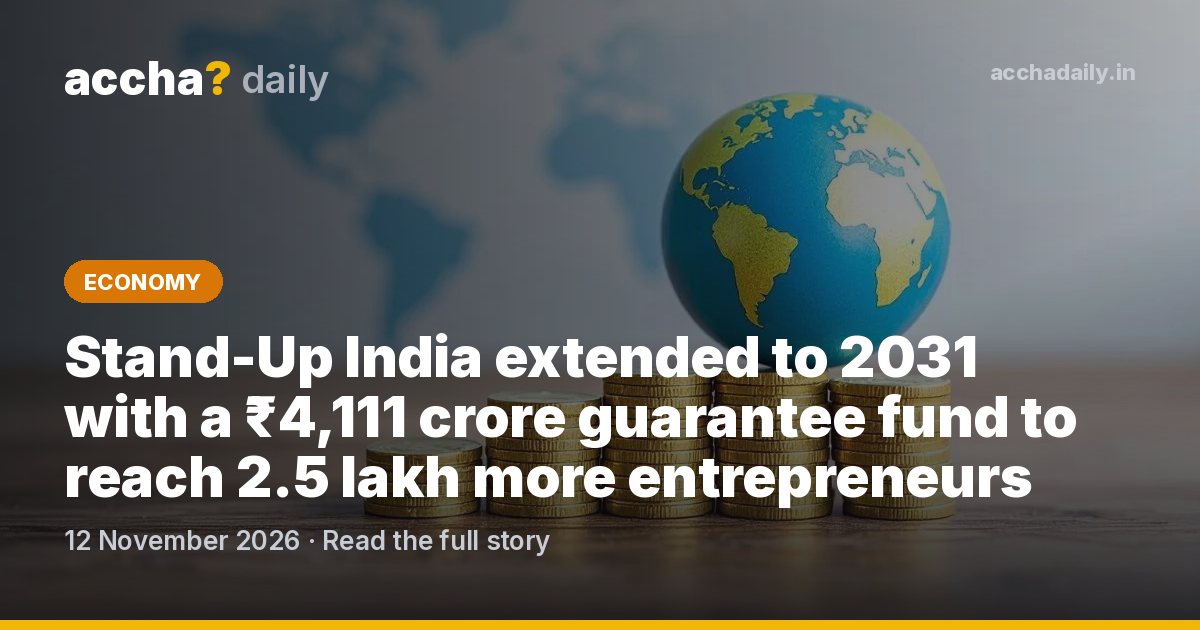 accha? daily
acchadaily.in
ECONOMY
Stand-Up India extended to 2031
with a ₹4,111 crore guarantee fund to
reach 2.5 lakh more entrepreneurs
12 November 2026 · Read the full story